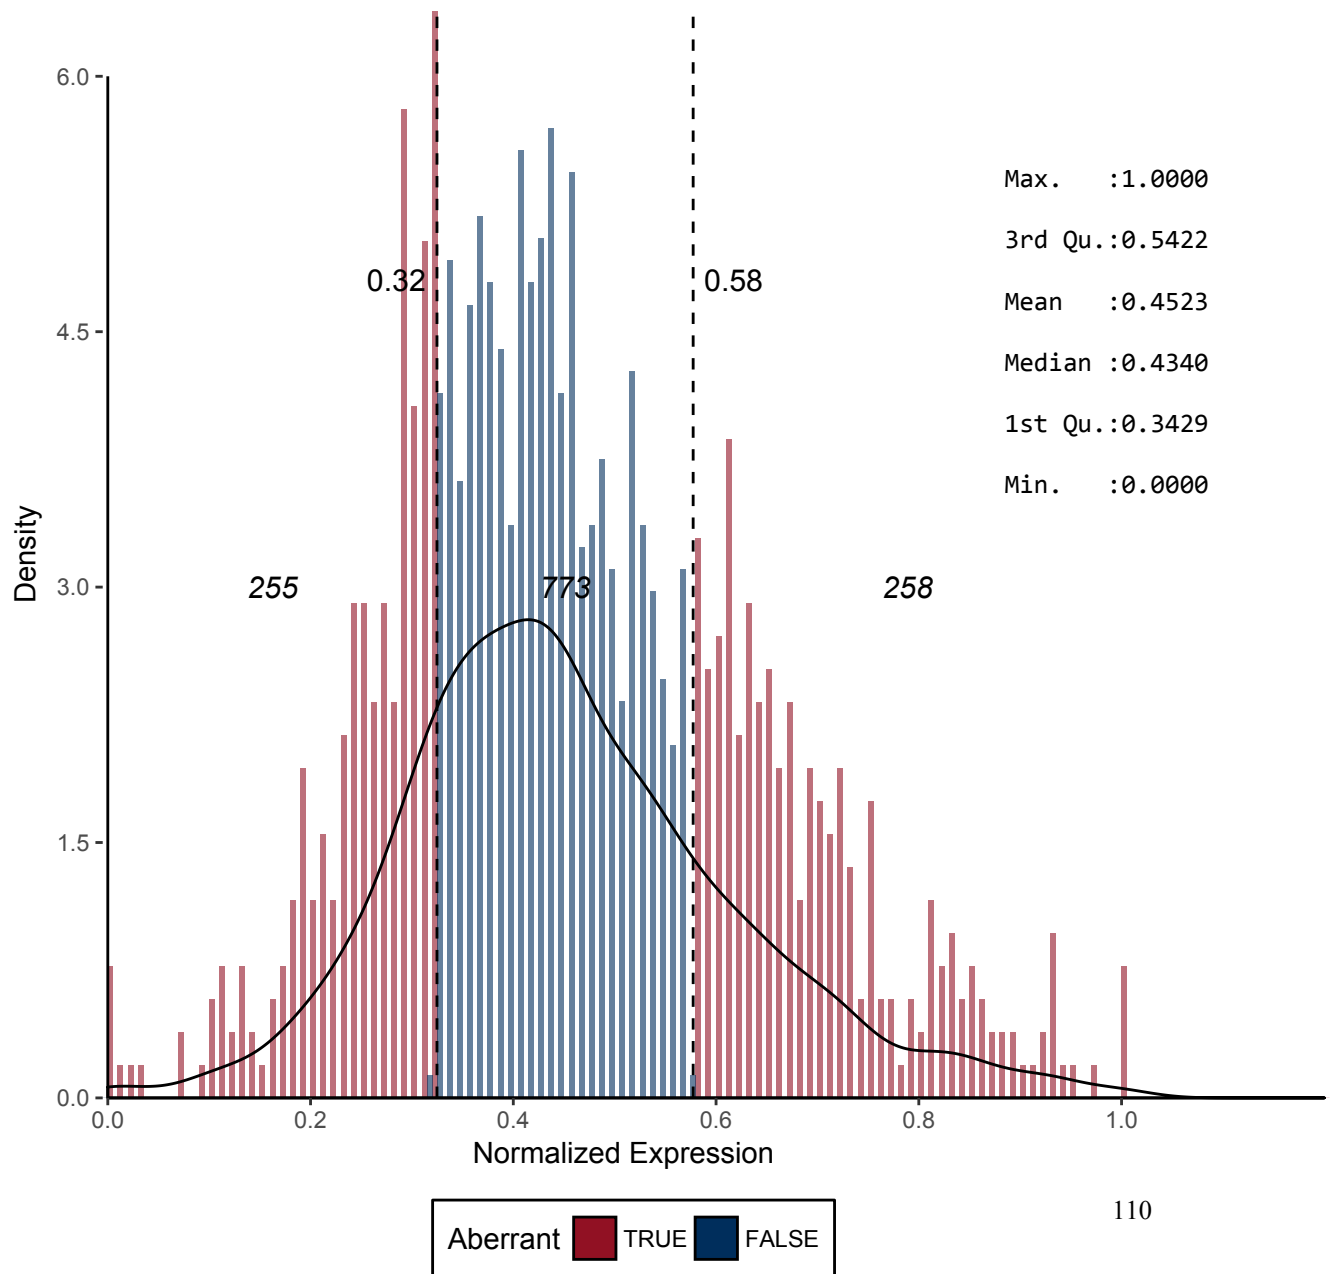 6.0
Max. :1.0000
3rd Qu.:0.5422
0.32
0.58
Mean :0.4523
4.5
Median :0.4340
1st Qu.:0.3429
Min. :0.0000
Density
3.0
255
773
258
1.5
0.0
0.0 0.2 0.4 0.6 0.8 1.0
Normalized Expression
110
Aberrant TRUE FALSE